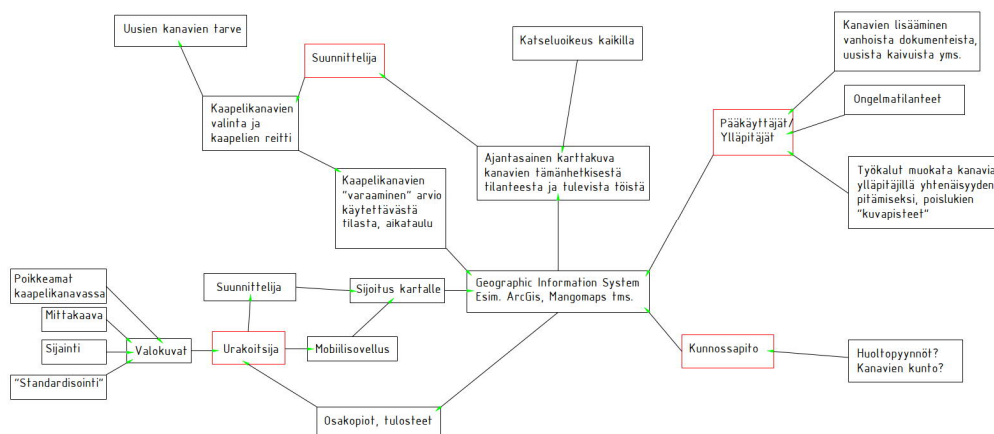 Uusien kanavien tarve
Suunnittelija
Katseluoikeus kaikilla
Kanavien lisääminen
vanhoista dokumenteista,
uusista kaivuista yms.
Ongelmatilanteet
Pääkäyttäjät/
Ylläpitäjät
Kaapelikanavien
valinta ja
kaapelien reitti
Ajantasainen karttakuva
kanavien tämänhetkisestä
tilanteesta ja tulevista töistä
Työkalut muokata kanavia
ylläpitäjillä yhtenäisyyden
pitämiseksi, poislukien
"kuvapisteet"
Kaapelikanavien
"varaaminen" arvio
käytettävästä
tilasta, aikataulu
Poikkeamat
kaapelikanavassa
Suunnittelija
Sijoitus kartalle
Geographic Information System
Esim. ArcGis, Mangomaps tms.
Mittakaava
Sijainti
Valokuvat
Urakoitsija
Mobiilisovellus
Kunnossapito
Huoltopyynnöt?
Kanavien kunto?
"Standardisointi"
Osakopiot, tulosteet